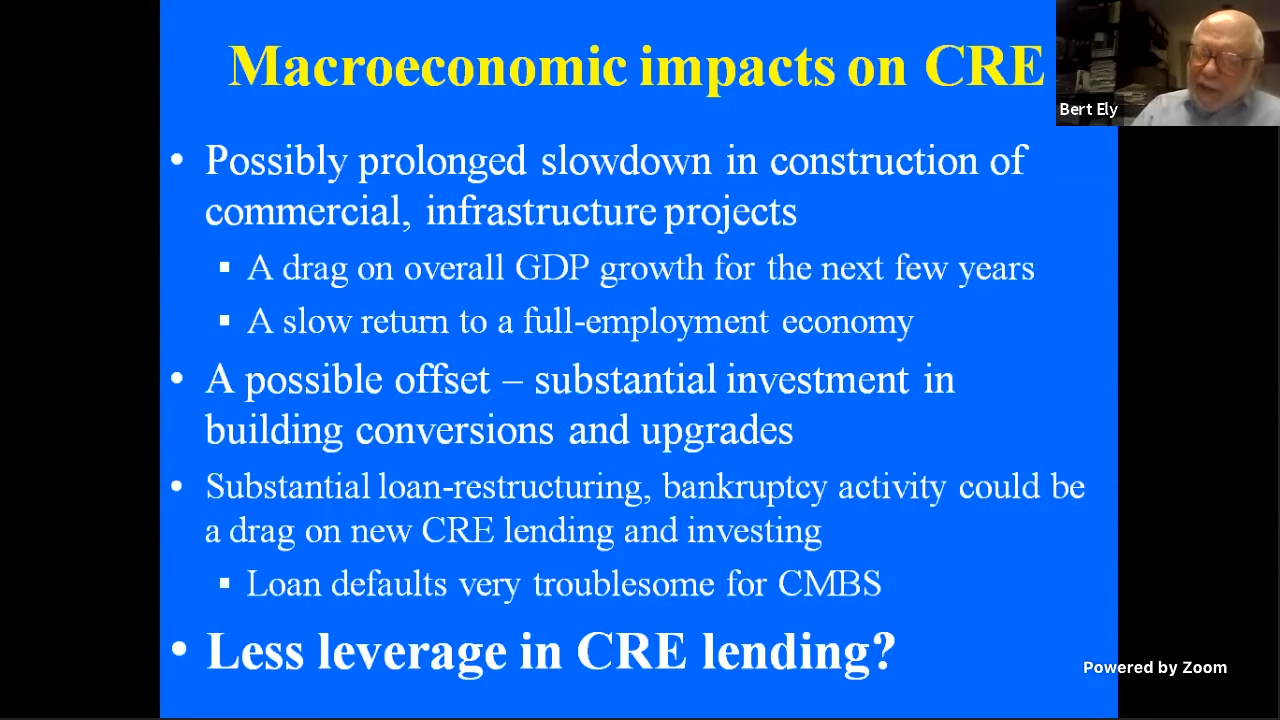 Macroeconomic impacts on CRE
Bert Ely
• Possibly prolonged slowdown in construction of
commercial, infrastructure projects
▪ A drag on overall GDP growth for the next few years
▪ A slow return to a full-employment economy
• A possible offset – substantial investment in
building conversions and upgrades
• Substantial loan-restructuring, bankruptcy activity could be
a drag on new CRE lending and investing
▪ Loan defaults very troublesome for CMBS
• Less leverage in CRE lending?
Powered by Zoom